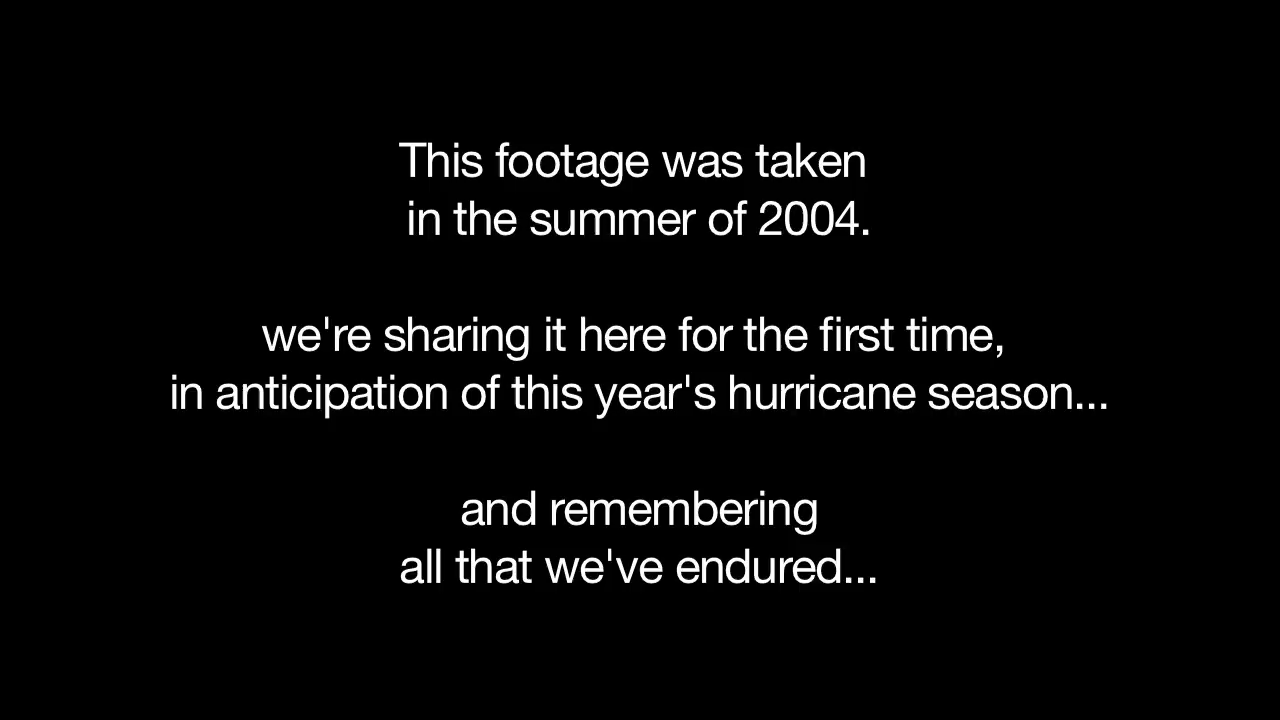 This footage was taken
in the summer of 2004.
we're sharing it here for the first time,
in anticipation of this year's hurricane season...
and remembering
all that we've endured...